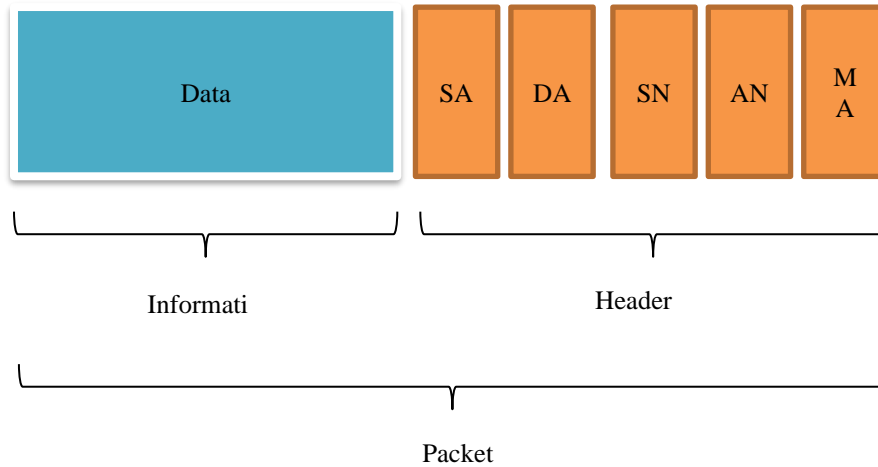 Data
SA
DA
SN
AN
M
A
Informati
Header
Packet